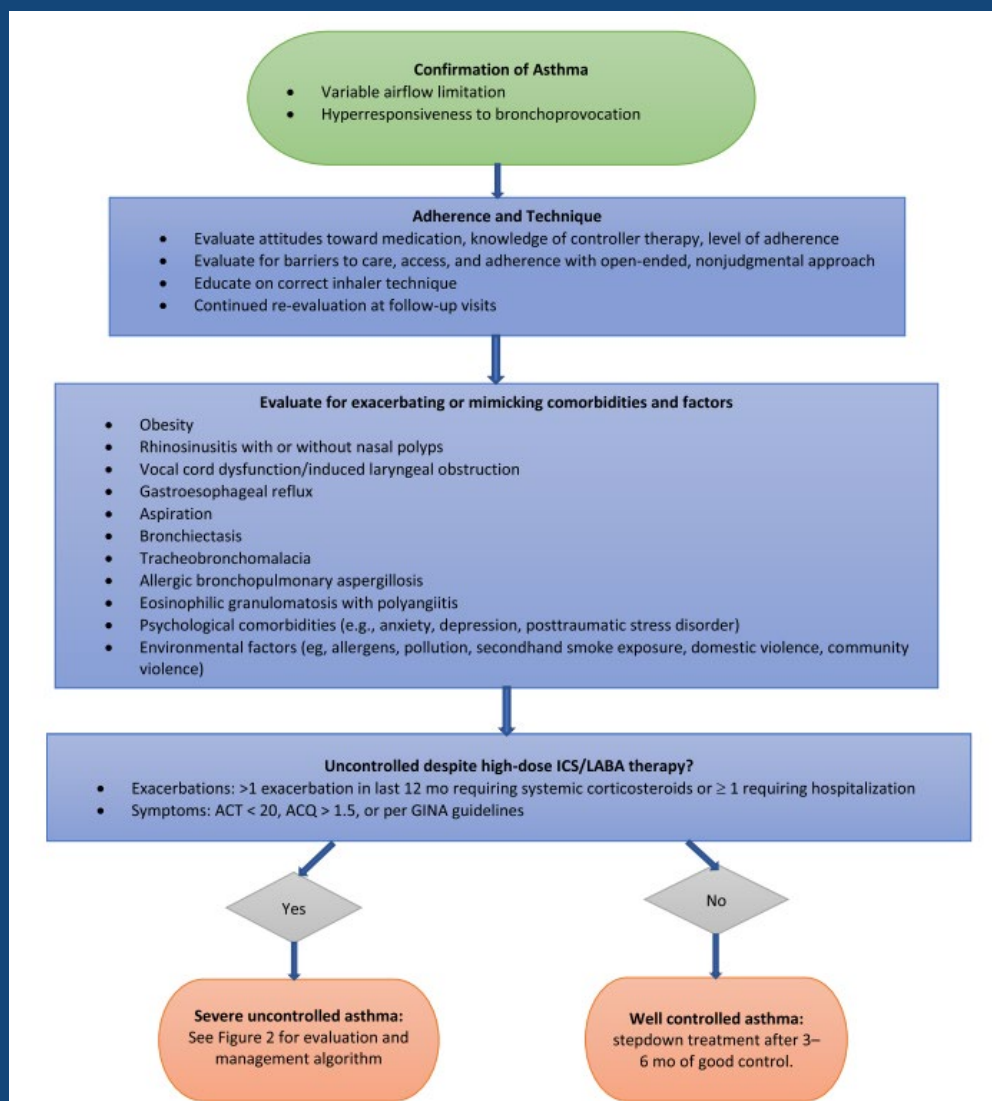 Confirmation of Asthma
• Variable airflow limitation
• Hyperresponsiveness to bronchoprovocation
Adherence and Technique
• Evaluate attitudes toward medication, knowledge of controller therapy, level of adherence
• Evaluate for barriers to care, access, and adherence with open-ended, nonjudgmental approach
• Educate on correct inhaler technique
• Continued re-evaluation at follow-up visits
Evaluate for exacerbating or mimicking comorbidities and factors
• Obesity
• Rhinosinusitis with or without nasal polyps
• Vocal cord dysfunction/induced laryngeal obstruction
• Gastroesophageal reflux
• Aspiration
• Bronchiectasis
• Tracheobronchomalacia
• Allergic bronchopulmonary aspergillosis
• Eosinophilic granulomatosis with polyangiitis
• Psychological comorbidities (e.g., anxiety, depression, posttraumatic stress disorder)
• Environmental factors (eg, allergens, pollution, secondhand smoke exposure, domestic violence, community
violence)
Uncontrolled despite high-dose ICS/LABA therapy?
• Exacerbations: >1 exacerbation in last 12 mo requiring systemic corticosteroids or ≥ 1 requiring hospitalization
• Symptoms: ACT < 20, ACQ > 1.5, or per GINA guidelines
Yes
No
Severe uncontrolled asthma:
See Figure 2 for evaluation and
management algorithm
Well controlled asthma:
stepdown treatment after 3–
6 mo of good control.